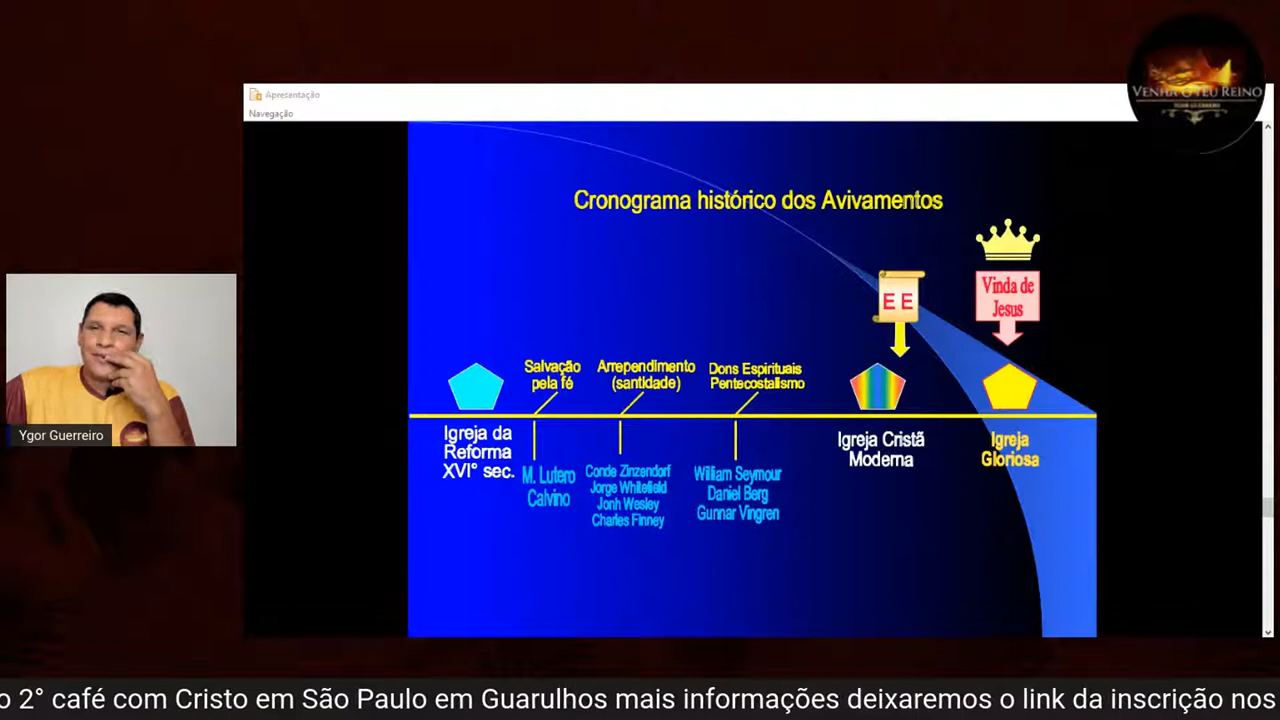 VENHA O TEU REINO
YGOR GUERREIRO
Apresentação
Navegação
Cronograma histórico dos Avivamentos
E E
Vinda de
Jesus
Salvação
pela fé
Arrependimento
(santidade)
Dons Espirituais
Pentecostalismo
Igreja da
Reforma
XVI° sec.
M. Lutero
Calvino
Conde Zinzendorf
Jorge Whitefield
Jonh Wesley
Charles Finney
William Seymour
Daniel Berg
Gunnar Vingren
Igreja Cristã
Moderna
Igreja
Gloriosa
Ygor Guerreiro
o 2° café com Cristo em São Paulo em Guarulhos mais informações deixaremos o link da inscrição nos